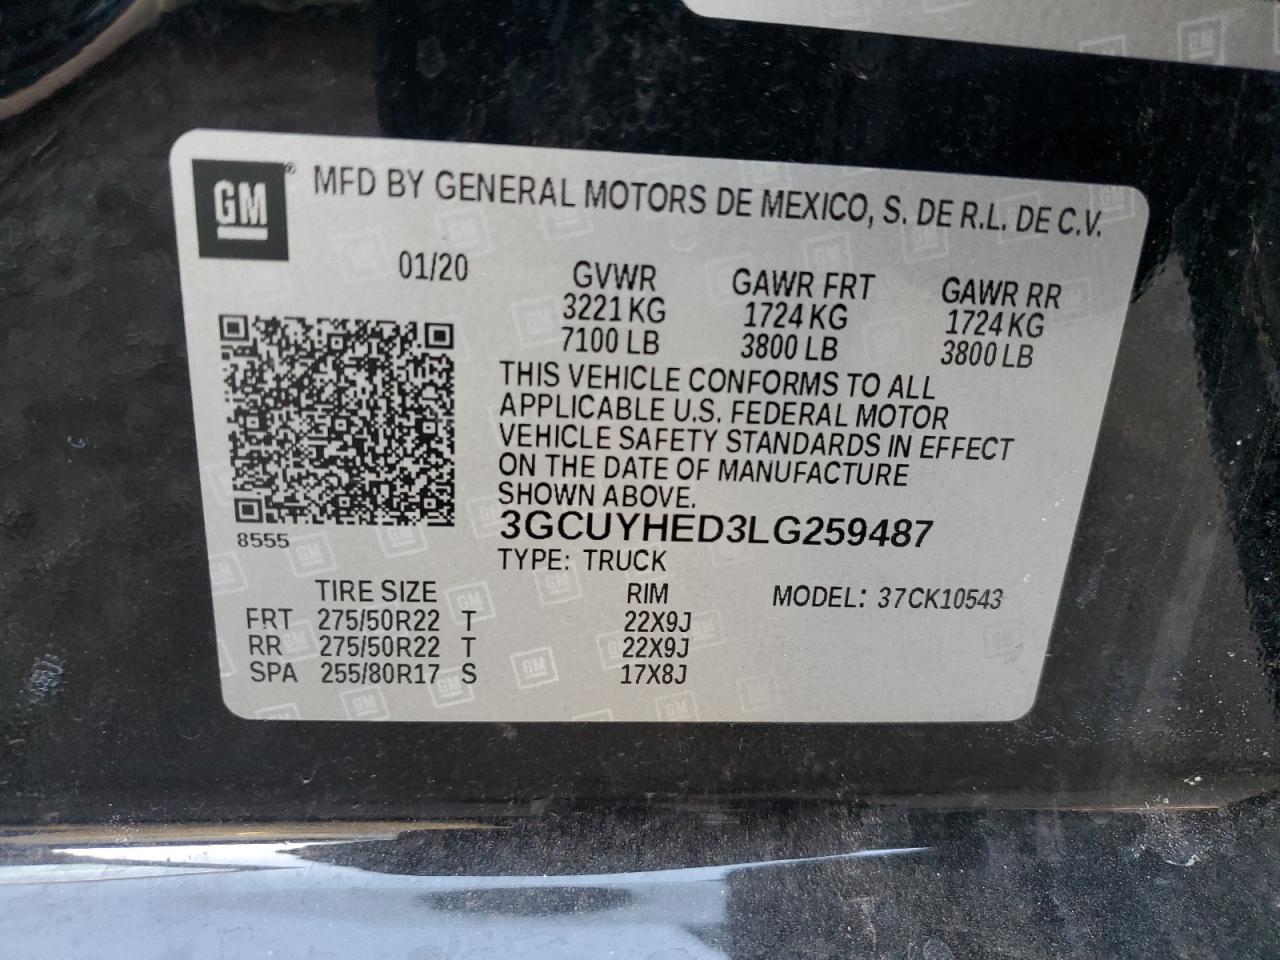 GM ® MFD BY GENERAL MOTORS DE MEXICO, S. DE R.L. DE C.V.
01/20
GVWR GAWR FRT GAWR RR
3221 KG 1724 KG 1724 KG
7100 LB 3800 LB 3800 LB
THIS VEHICLE CONFORMS TO ALL
APPLICABLE U.S. FEDERAL MOTOR
VEHICLE SAFETY STANDARDS IN EFFECT
ON THE DATE OF MANUFACTURE
SHOWN ABOVE.
8555
3GCUYHED3LG259487
TYPE: TRUCK
TIRE SIZE RIM MODEL: 37CK10543
FRT 275/50R22 T 22X9J
RR 275/50R22 T 22X9J
SPA 255/80R17 S 17X8J